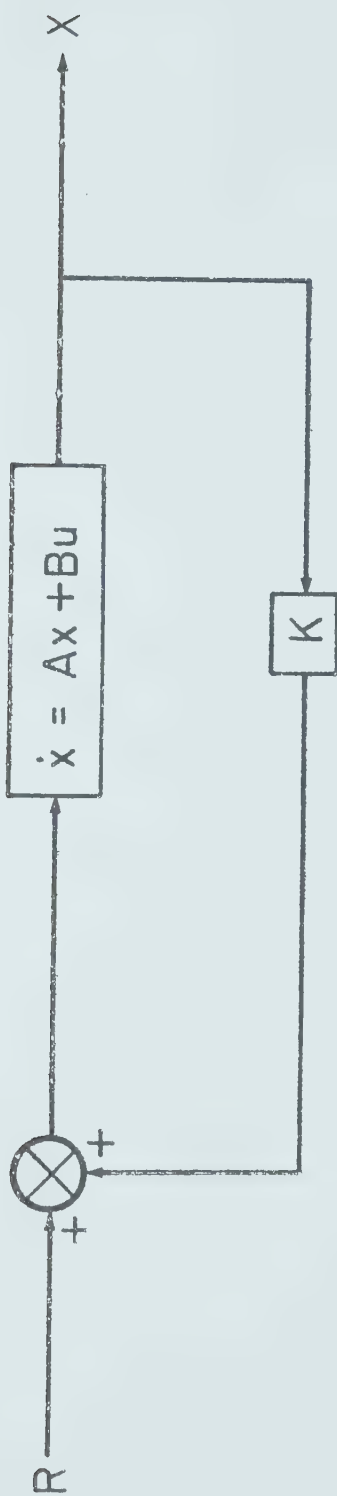 R
+
+
ẋ = Ax + Bu
X
K